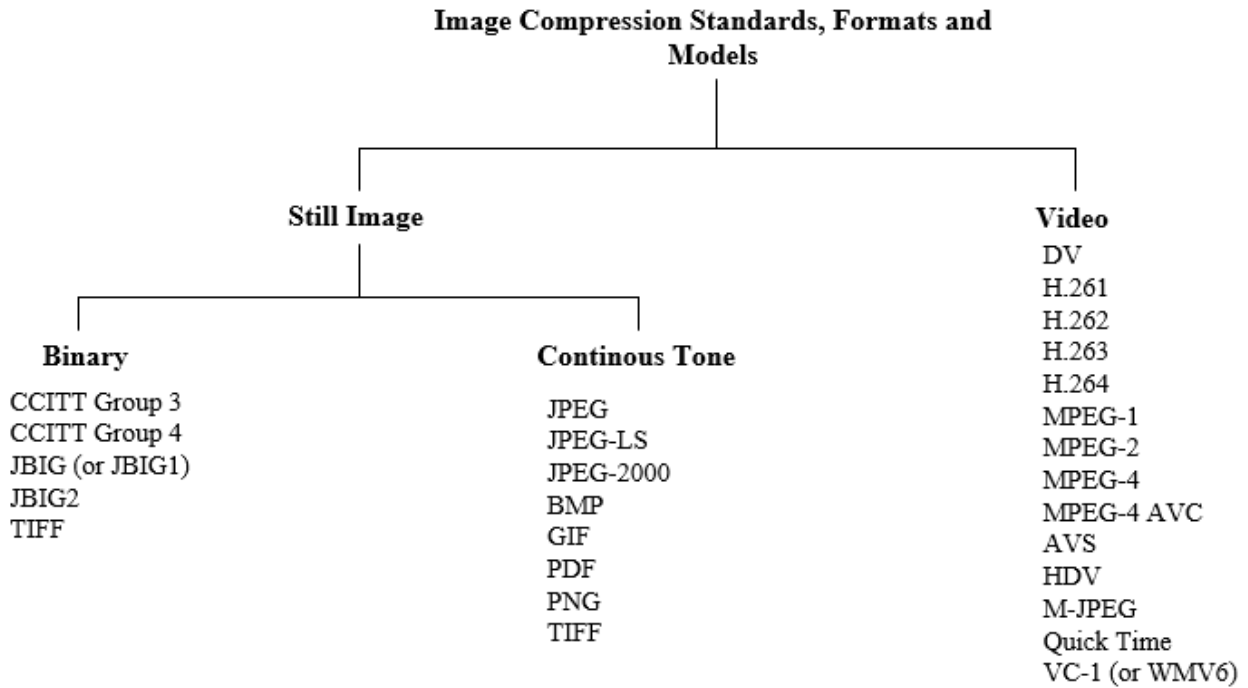 Image Compression Standards, Formats and
Models
Still Image
Binary
CCITT Group 3
CCITT Group 4
JBIG (or JBIG1)
JBIG2
TIFF
Continous Tone
JPEG
JPEG-LS
JPEG-2000
BMP
GIF
PDF
PNG
TIFF
Video
DV
H.261
H.262
H.263
H.264
MPEG-1
MPEG-2
MPEG-4
MPEG-4 AVC
AVS
HDV
M-JPEG
Quick Time
VC-1 (or WMV6)